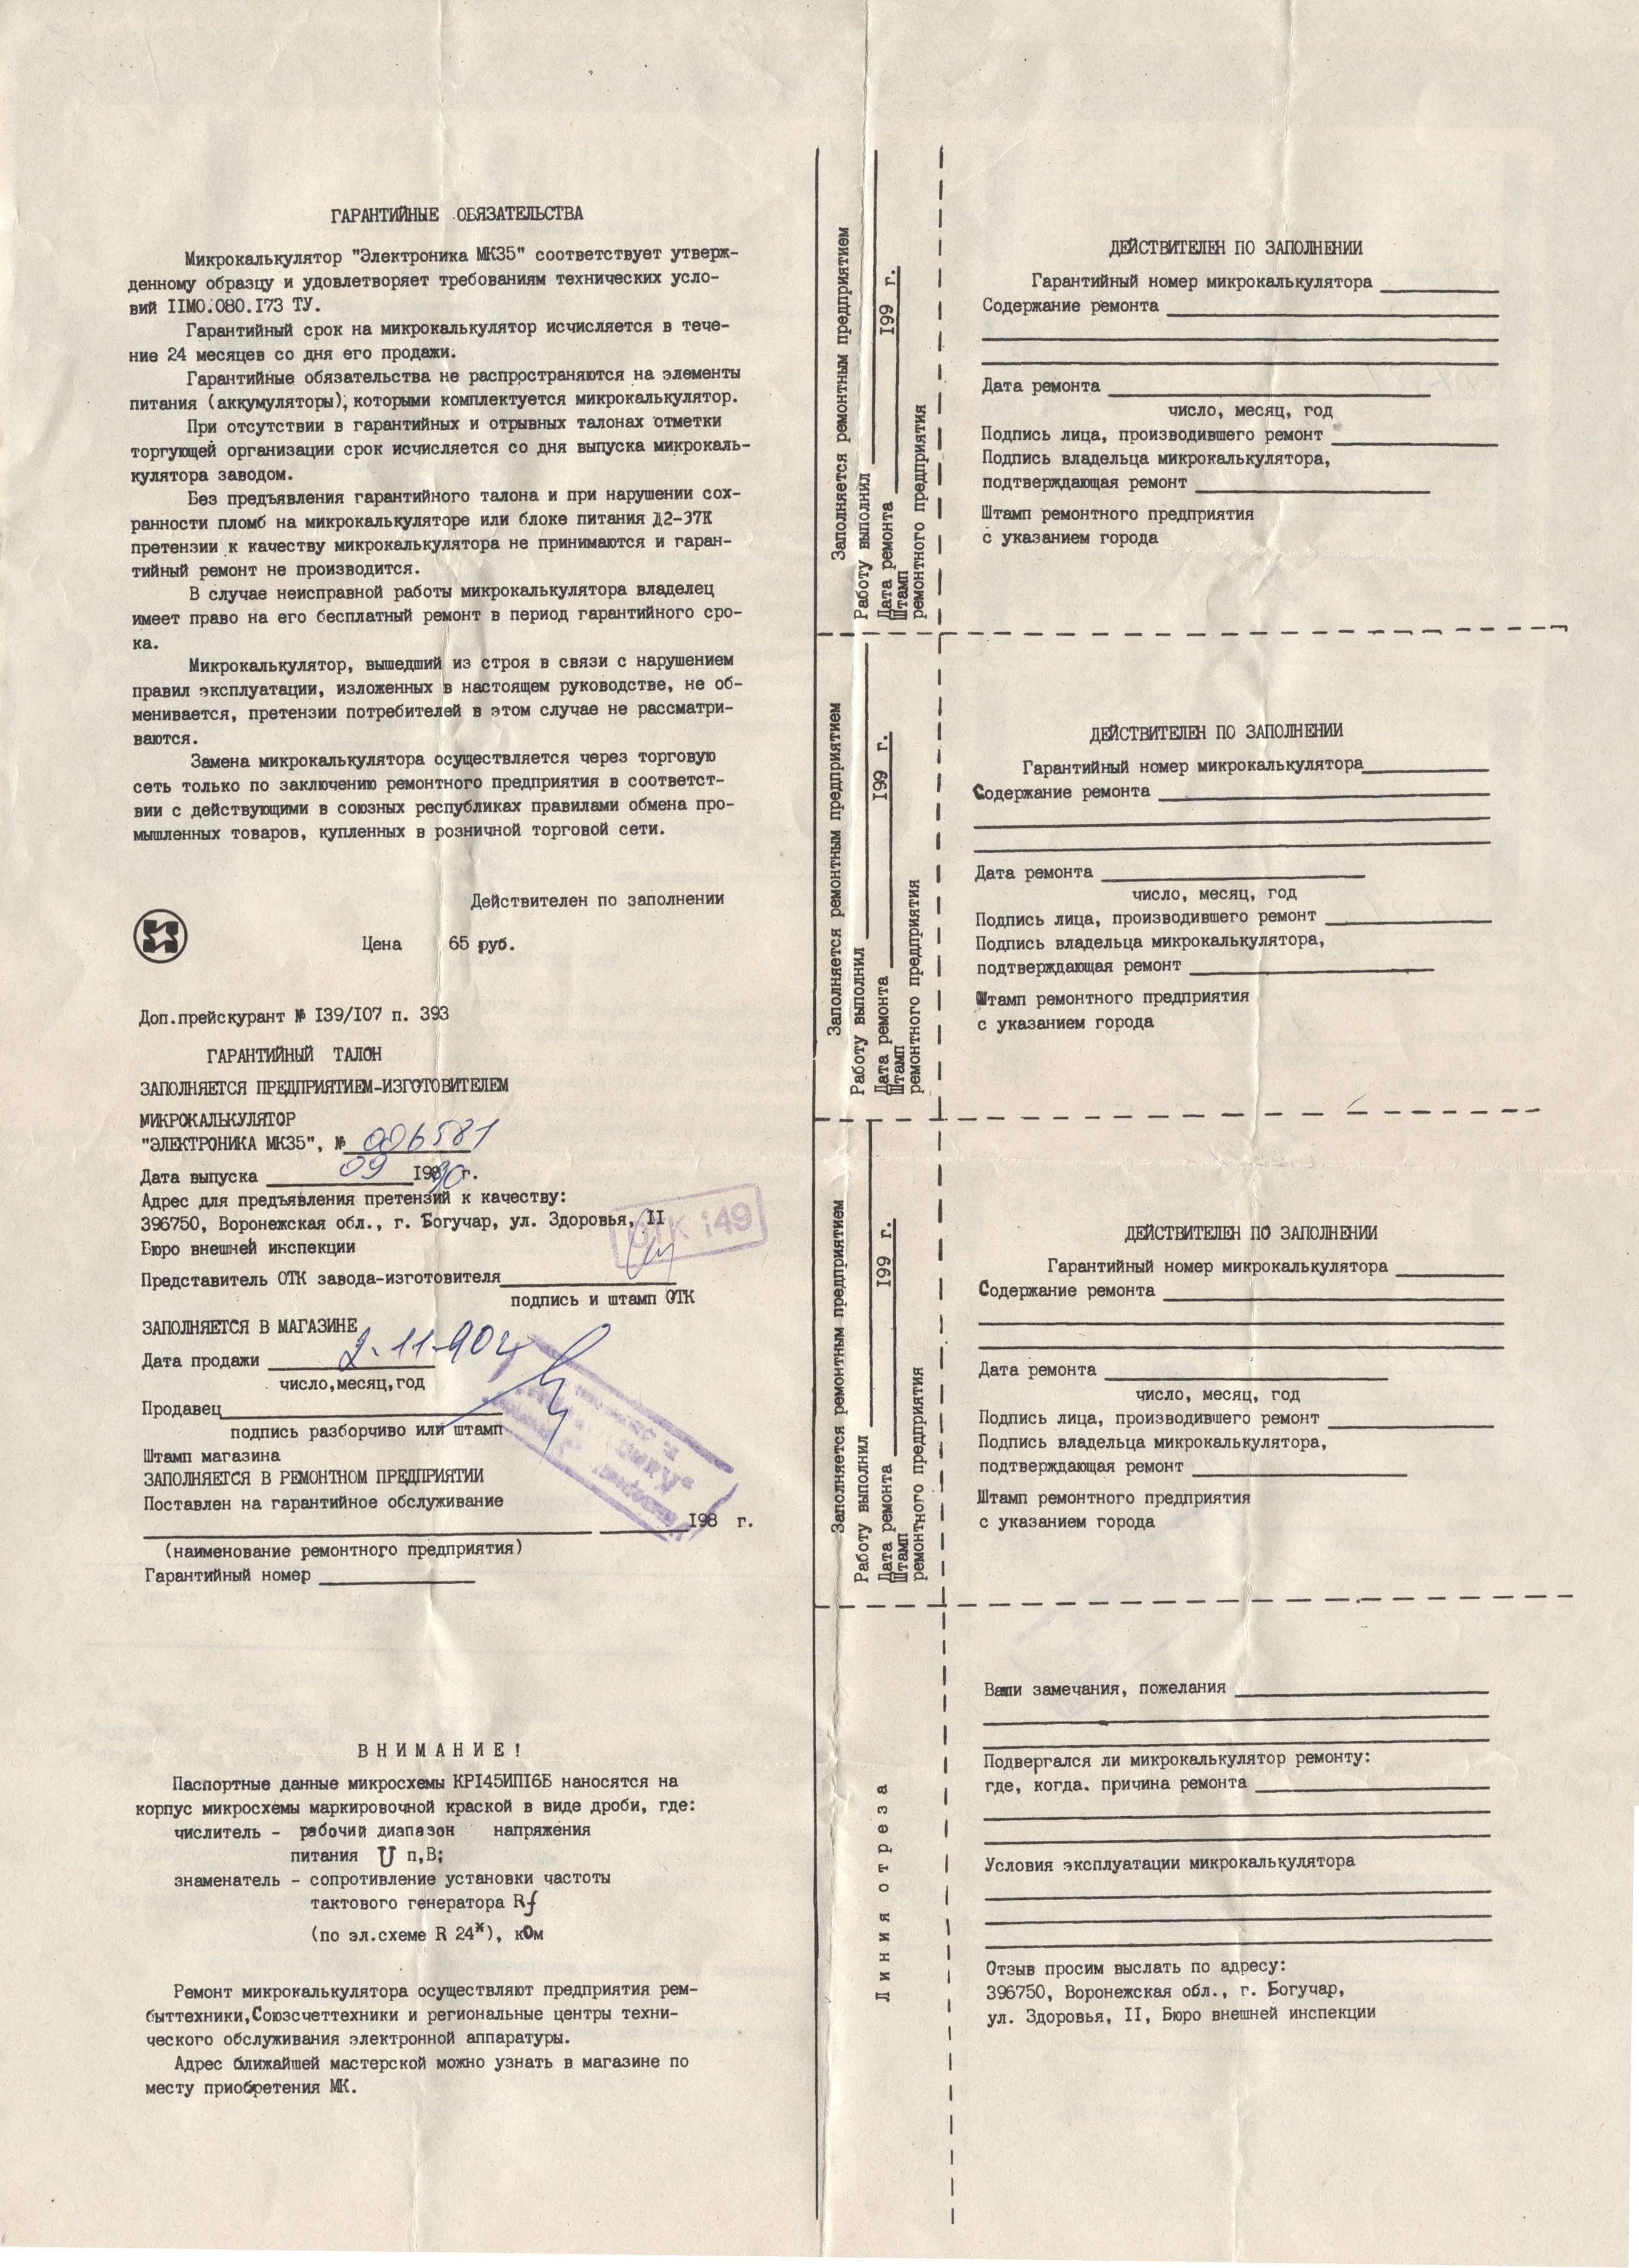 ГАРАНТИЙНЫЕ ОБЯЗАТЕЛЬСТВА
Микрокалькулятор "Электроника МК35" соответствует утверж-
денному образцу и удовлетворяет требованиям технических усло-
вий IIМ0.080.I73 ТУ.
Гарантийный срок на микрокалькулятор исчисляется в тече-
ние 24 месяцев со дня его продажи.
Гарантийные обязательства не распространяются на элементы
питания (аккумуляторы), которыми комплектуется микрокалькулятор.
При отсутствии в гарантийных и отрывных талонах отметки
торгующей организации срок исчисляется со дня выпуска микрокаль-
кулятора заводом.
Без предъявления гарантийного талона и при нарушении сох-
ранности пломб на микрокалькуляторе или блоке питания Д2-37К
претензии к качеству микрокалькулятора не принимаются и гаран-
тийный ремонт не производится.
В случае неисправной работы микрокалькулятора владелец
имеет право на его бесплатный ремонт в период гарантийного сро-
ка.
Микрокалькулятор, вышедший из строя в связи с нарушением
правил эксплуатации, изложенных в настоящем руководстве, не об-
менивается, претензии потребителей в этом случае не рассматри-
ваются.
Замена микрокалькулятора осуществляется через торговую
сеть только по заключению ремонтного предприятия в соответст-
вии с действующими в союзных республиках правилами обмена про-
мышленных товаров, купленных в розничной торговой сети.
Действителен по заполнении
Цена 65 руб.
Доп.прейскурант № I39/I07 п. 393
ГАРАНТИЙНЫЙ ТАЛОН
ЗАПОЛНЯЕТСЯ ПРЕДПРИЯТИЕМ-ИЗГОТОВИТЕЛЕМ
МИКРОКАЛЬКУЛЯТОР
"ЭЛЕКТРОНИКА МК35", № 006581
Дата выпуска 09 I990 г.
Адрес для предъявления претензий к качеству:
396750, Воронежская обл., г. Богучар, ул. Здоровья, II
ОТК 149
Бюро внешней инспекции
Представитель ОТК завода-изготовителя
подпись и штамп ОТК
ЗАПОЛНЯЕТСЯ В МАГАЗИНЕ
Дата продажи 2.11.90г
число,месяц,год
Продавец
подпись разборчиво или штамп
Штамп магазина
ЗАПОЛНЯЕТСЯ В РЕМОНТНОМ ПРЕДПРИЯТИИ
Поставлен на гарантийное обслуживание
I98 г.
(наименование ремонтного предприятия)
Гарантийный номер
ВНИМАНИЕ!
Паспортные данные микросхемы КРI45ИПI6Б наносятся на
корпус микросхемы маркировочной краской в виде дроби, где:
числитель - рабочий диапазон напряжения
питания U п,В;
знаменатель - сопротивление установки частоты
тактового генератора Rf
(по эл.схеме R 24*), кОм
Ремонт микрокалькулятора осуществляют предприятия рем-
быттехники,Союзсчеттехники и региональные центры техни-
ческого обслуживания электронной аппаратуры.
Адрес ближайшей мастерской можно узнать в магазине по
месту приобретения МК.
Заполняется ремонтным предприятием
Работу выполнил
Дата ремонта I99 г.
Штамп
ремонтного предприятия
ДЕЙСТВИТЕЛЕН ПО ЗАПОЛНЕНИИ
Гарантийный номер микрокалькулятора
Содержание ремонта
Дата ремонта
число, месяц, год
Подпись лица, производившего ремонт
Подпись владельца микрокалькулятора,
подтверждающая ремонт
Штамп ремонтного предприятия
с указанием города
Заполняется ремонтным предприятием
Работу выполнил
Дата ремонта I99 г.
Штамп
ремонтного предприятия
ДЕЙСТВИТЕЛЕН ПО ЗАПОЛНЕНИИ
Гарантийный номер микрокалькулятора
Содержание ремонта
Дата ремонта
число, месяц, год
Подпись лица, производившего ремонт
Подпись владельца микрокалькулятора,
подтверждающая ремонт
Штамп ремонтного предприятия
с указанием города
Заполняется ремонтным предприятием
Работу выполнил
Дата ремонта I99 г.
Штамп
ремонтного предприятия
ДЕЙСТВИТЕЛЕН ПО ЗАПОЛНЕНИИ
Гарантийный номер микрокалькулятора
Содержание ремонта
Дата ремонта
число, месяц, год
Подпись лица, производившего ремонт
Подпись владельца микрокалькулятора,
подтверждающая ремонт
Штамп ремонтного предприятия
с указанием города
Линия отреза
Ваши замечания, пожелания
Подвергался ли микрокалькулятор ремонту:
где, когда. причина ремонта
Условия эксплуатации микрокалькулятора
Отзыв просим выслать по адресу:
396750, Воронежская обл., г. Богучар,
ул. Здоровья, II, Бюро внешней инспекции